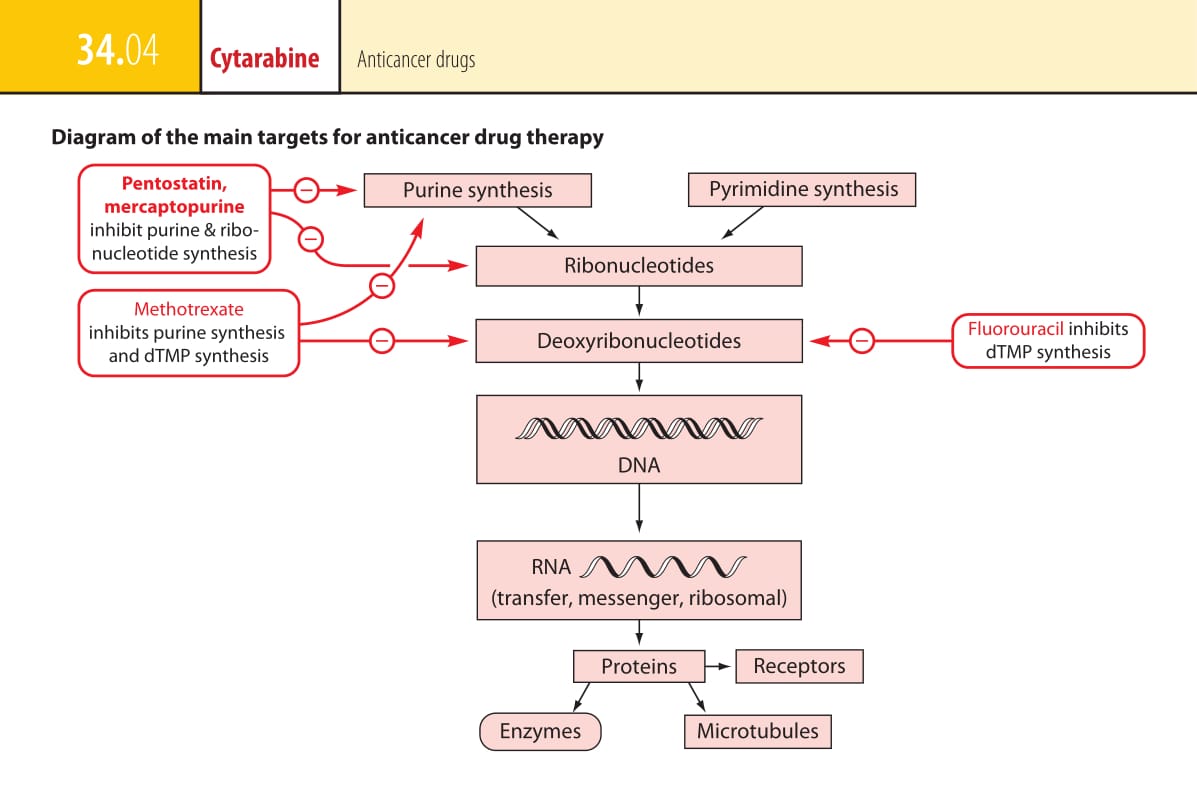 34.04
Cytarabine
Anticancer drugs
Diagram of the main targets for anticancer drug therapy
Pentostatin,
mercaptopurine
inhibit purine & ribo-
nucleotide synthesis
Purine synthesis
Pyrimidine synthesis
Ribonucleotides
Methotrexate
inhibits purine synthesis
and dTMP synthesis
Deoxyribonucleotides
Fluorouracil inhibits
dTMP synthesis
DNA
RNA
(transfer, messenger, ribosomal)
Proteins
Receptors
Enzymes
Microtubules